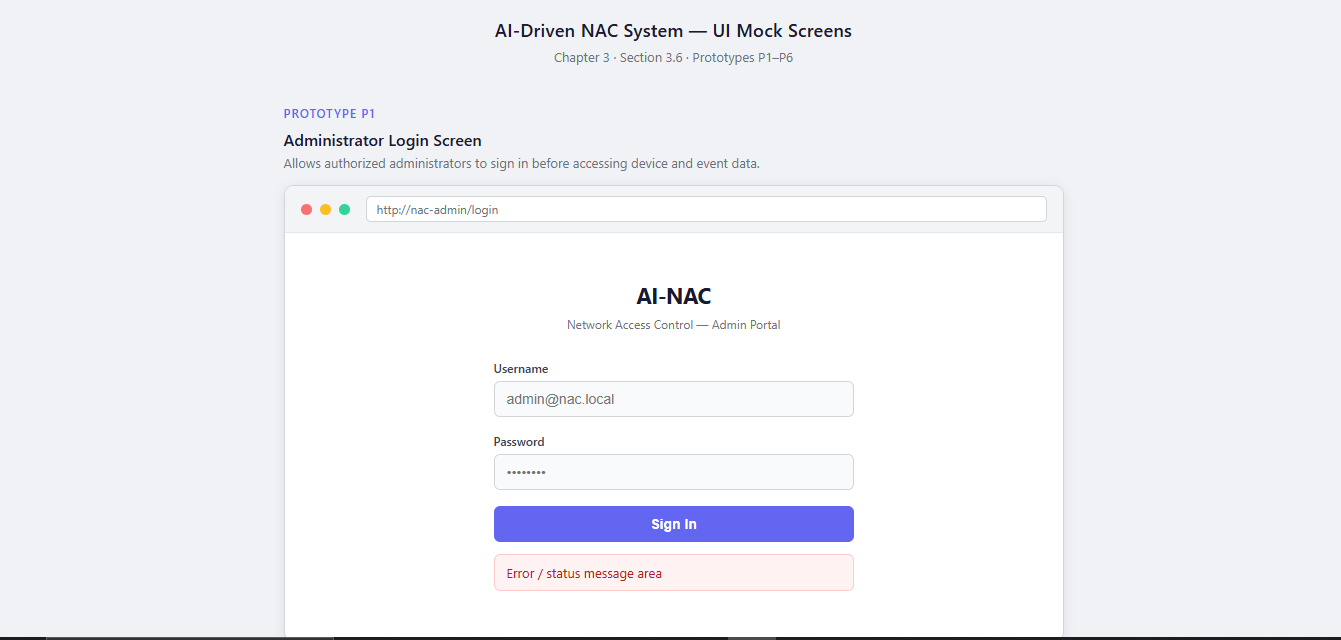 AI-Driven NAC System — UI Mock Screens
Chapter 3 · Section 3.6 · Prototypes P1–P6
PROTOTYPE P1
Administrator Login Screen
Allows authorized administrators to sign in before accessing device and event data.
http://nac-admin/login
AI-NAC
Network Access Control — Admin Portal
Username
admin@nac.local
Password
••••••••
Sign In
Error / status message area